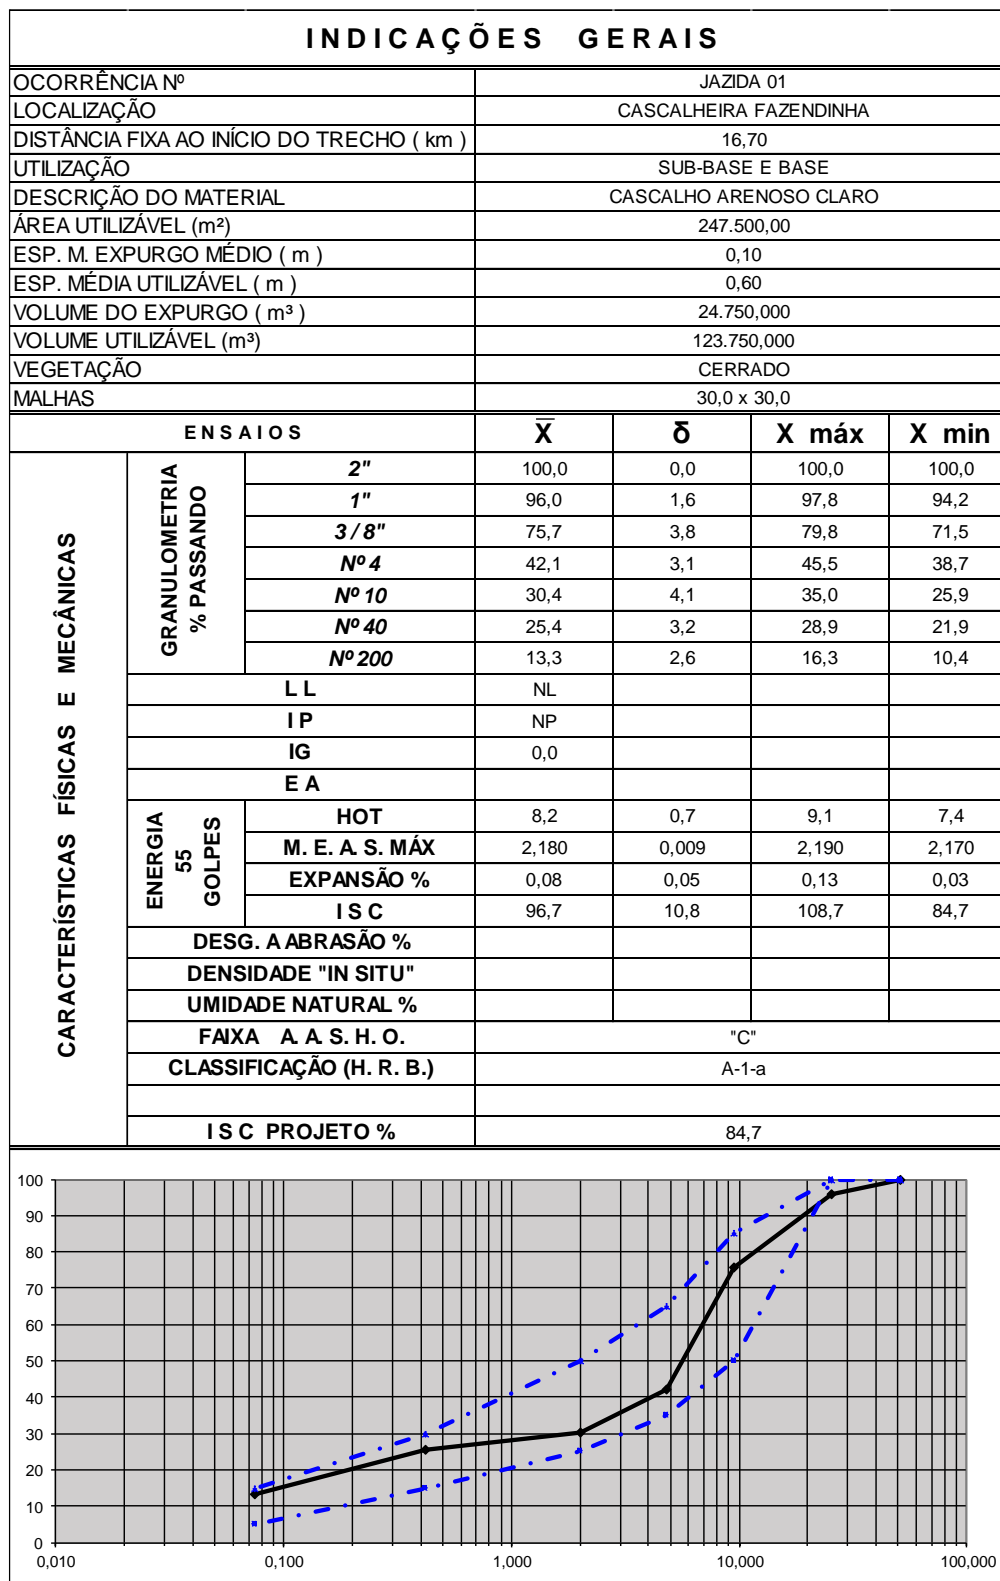 INDICAÇÕES GERAIS
OCORRÊNCIA Nº JAZIDA 01
LOCALIZAÇÃO CASCALHEIRA FAZENDINHA
DISTÂNCIA FIXA AO INÍCIO DO TRECHO ( km ) 16,70
UTILIZAÇÃO SUB-BASE E BASE
DESCRIÇÃO DO MATERIAL CASCALHO ARENOSO CLARO
ÁREA UTILIZÁVEL (m²) 247.500,00
ESP. M. EXPURGO MÉDIO ( m ) 0,10
ESP. MÉDIA UTILIZÁVEL ( m ) 0,60
VOLUME DO EXPURGO ( m³ ) 24.750,000
VOLUME UTILIZÁVEL (m³) 123.750,000
VEGETAÇÃO CERRADO
MALHAS 30,0 x 30,0
ENSAIOS X̅ δ X máx X min
CARACTERÍSTICAS FÍSICAS E MECÂNICAS
GRANULOMETRIA
% PASSANDO
2" 100,0 0,0 100,0 100,0
1" 96,0 1,6 97,8 94,2
3/8" 75,7 3,8 79,8 71,5
Nº 4 42,1 3,1 45,5 38,7
Nº 10 30,4 4,1 35,0 25,9
Nº 40 25,4 3,2 28,9 21,9
Nº 200 13,3 2,6 16,3 10,4
L L NL
I P NP
IG 0,0
E A
ENERGIA
55
GOLPES
HOT 8,2 0,7 9,1 7,4
M. E. A. S. MÁX 2,180 0,009 2,190 2,170
EXPANSÃO % 0,08 0,05 0,13 0,03
I S C 96,7 10,8 108,7 84,7
DESG. A ABRASÃO %
DENSIDADE "IN SITU"
UMIDADE NATURAL %
FAIXA A. A. S. H. O. "C"
CLASSIFICAÇÃO (H. R. B.) A-1-a
I S C PROJETO % 84,7
100
90
80
70
60
50
40
30
20
10
0
0,010 0,100 1,000 10,000 100,000